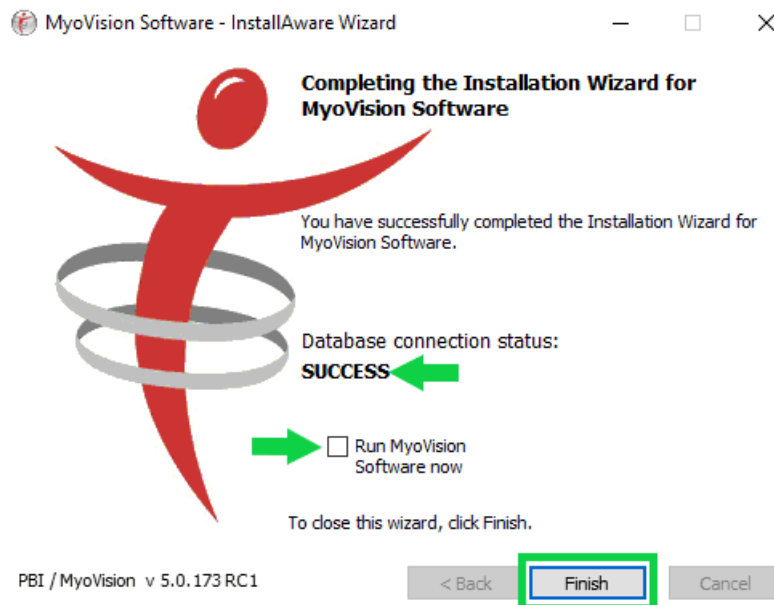 MyoVision Software - InstallAware Wizard
Completing the Installation Wizard for
MyoVision Software
You have successfully completed the Installation Wizard for
MyoVision Software.
Database connection status:
SUCCESS
Run MyoVision
Software now
To close this wizard, click Finish.
PBI / MyoVision v 5.0.173 RC1
< Back
Finish
Cancel